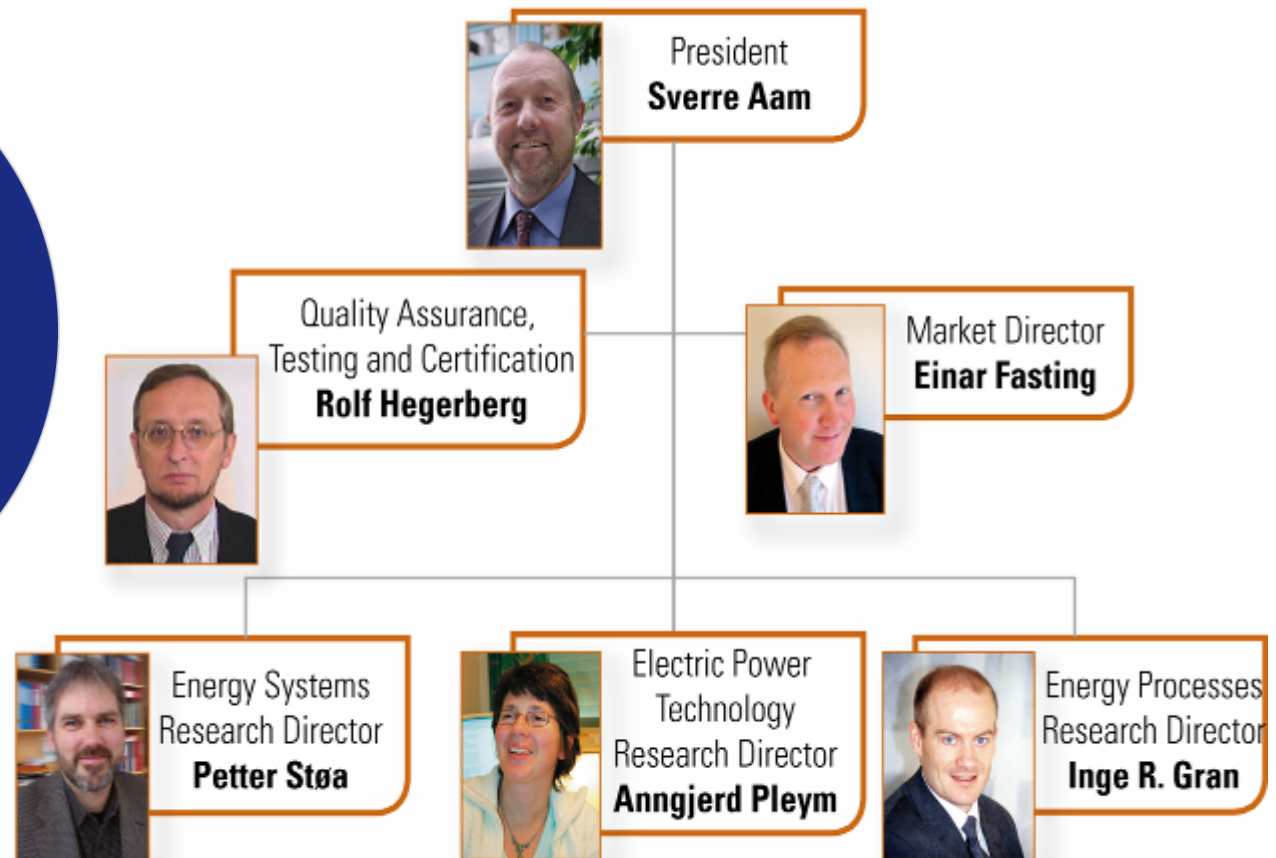 President
Sverre Aam
Quality Assurance,
Testing and Certification
Rolf Hegerberg
Market Director
Einar Fasting
Energy Systems
Research Director
Petter Støa
Electric Power
Technology
Research Director
Anngjerd Pleym
Energy Processes
Research Director
Inge R. Gran